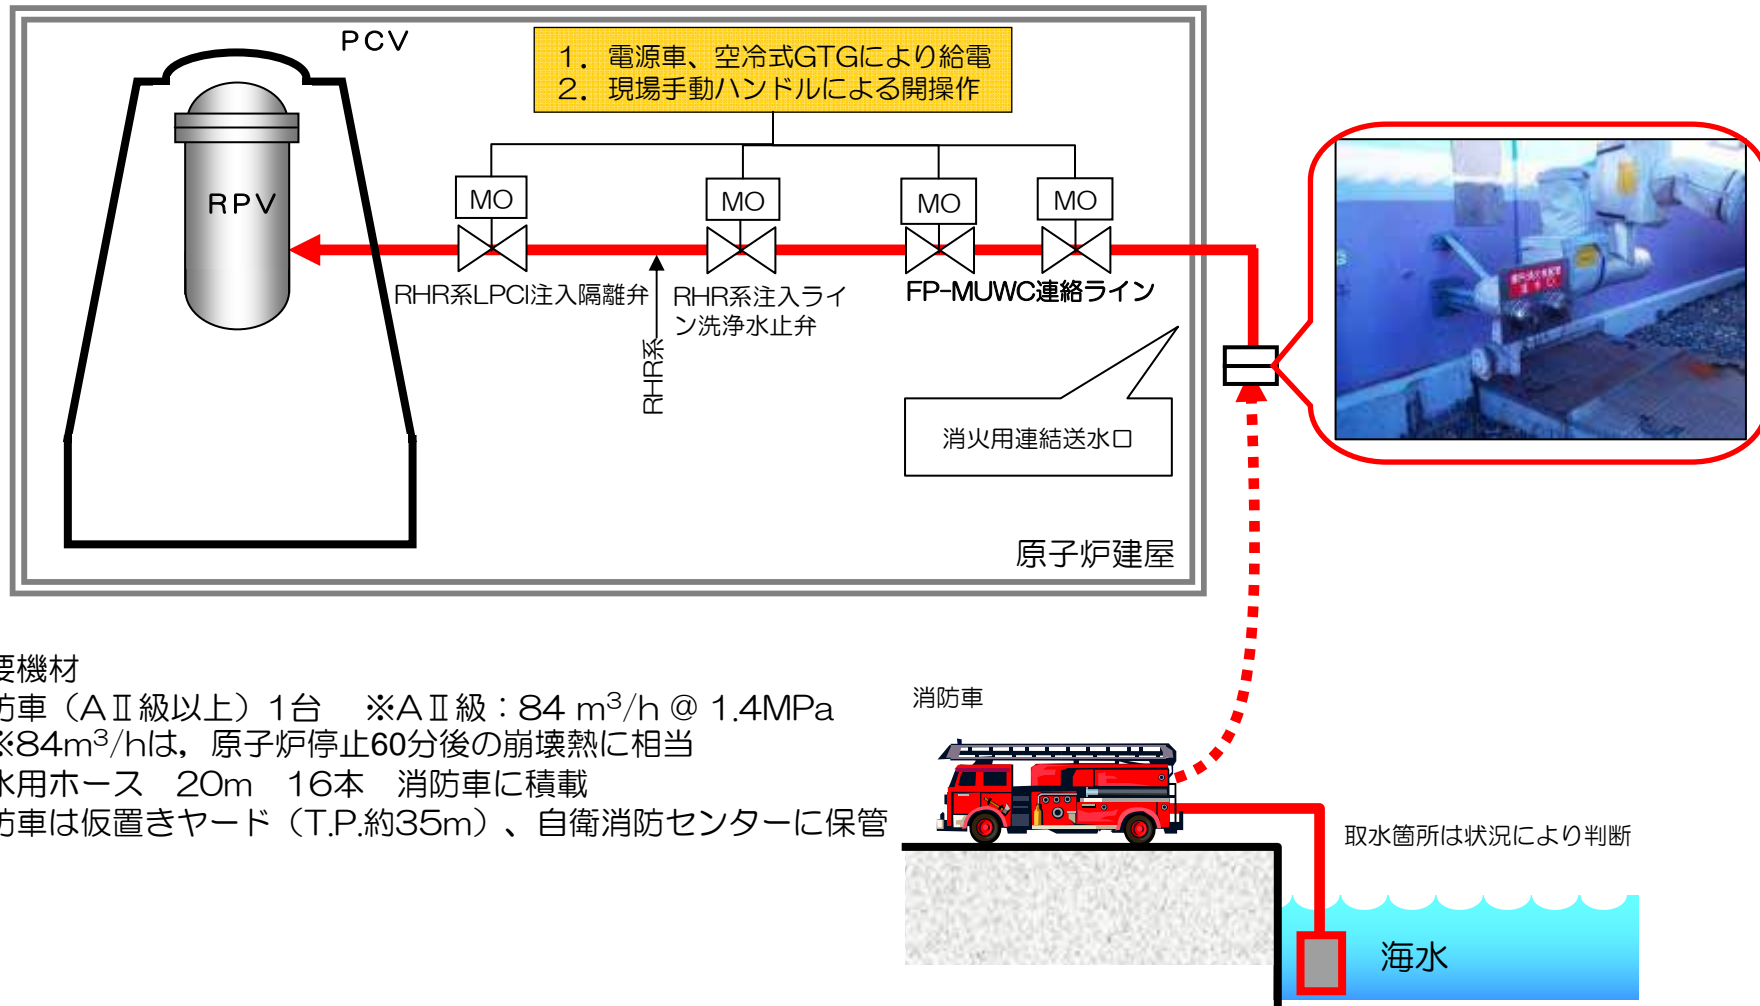 PCV
1. 電源車、空冷式GTGにより給電
2. 現場手動ハンドルによる開操作
RPV
MO
MO
MO
MO
RHR系LPCI注入隔離弁
RHR系注入ライ
ン洗浄水止弁
FP-MUWC連絡ライン
RHR系
消火用連結送水口
原子炉建屋
要機材
防車（AⅡ級以上）1台　※AⅡ級：84 m³/h @ 1.4MPa
※84m³/hは，原子炉停止60分後の崩壊熱に相当
水用ホース　20m　16本　消防車に積載
防車は仮置きヤード（T.P.約35m）、自衛消防センターに保管
消防車
取水箇所は状況により判断
海水